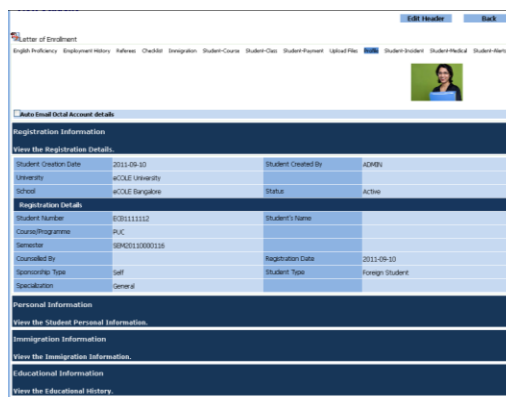 Edit Header Back
Letter of Enrollment
English Proficiency Employment History Referees Checklist Immigration Student-Course Student-Class Student-Payment Upload Files Profile Student-Incident Student-Medical Student-Alerts
Auto Email Octal Account details
Registration Information
View the Registration Details.
Student Creation Date 2011-09-10 Student Created By ADMIN
University eCOLE University
School eCOLE Bangalore Status Active
Registration Details
Student Number ECB1111112 Student's Name
Course/Programme PUC
Semester SEM20110000116
Counselled By Registration Date 2011-09-10
Sponsorship Type Self Student Type Foreign Student
Specialization General
Personal Information
View the Student Personal Information.
Immigration Information
View the Immigration Information.
Educational Information
View the Educational History.